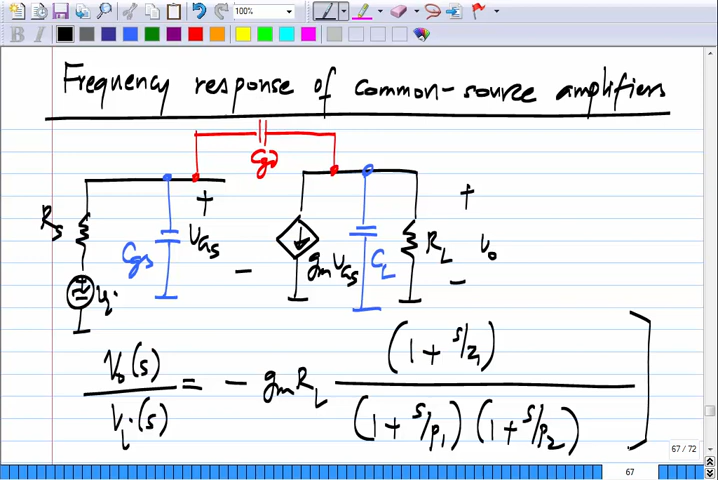 100%
Frequency response of common-source amplifiers
Cgd
+ +
Rs Cgs VGS gmVGS CL RL Vo
- -
Vi
Vo(s)/Vi(s) = - gmRL (1 + s/z1) / (1 + s/p1)(1 + s/p2)
67 / 72
67